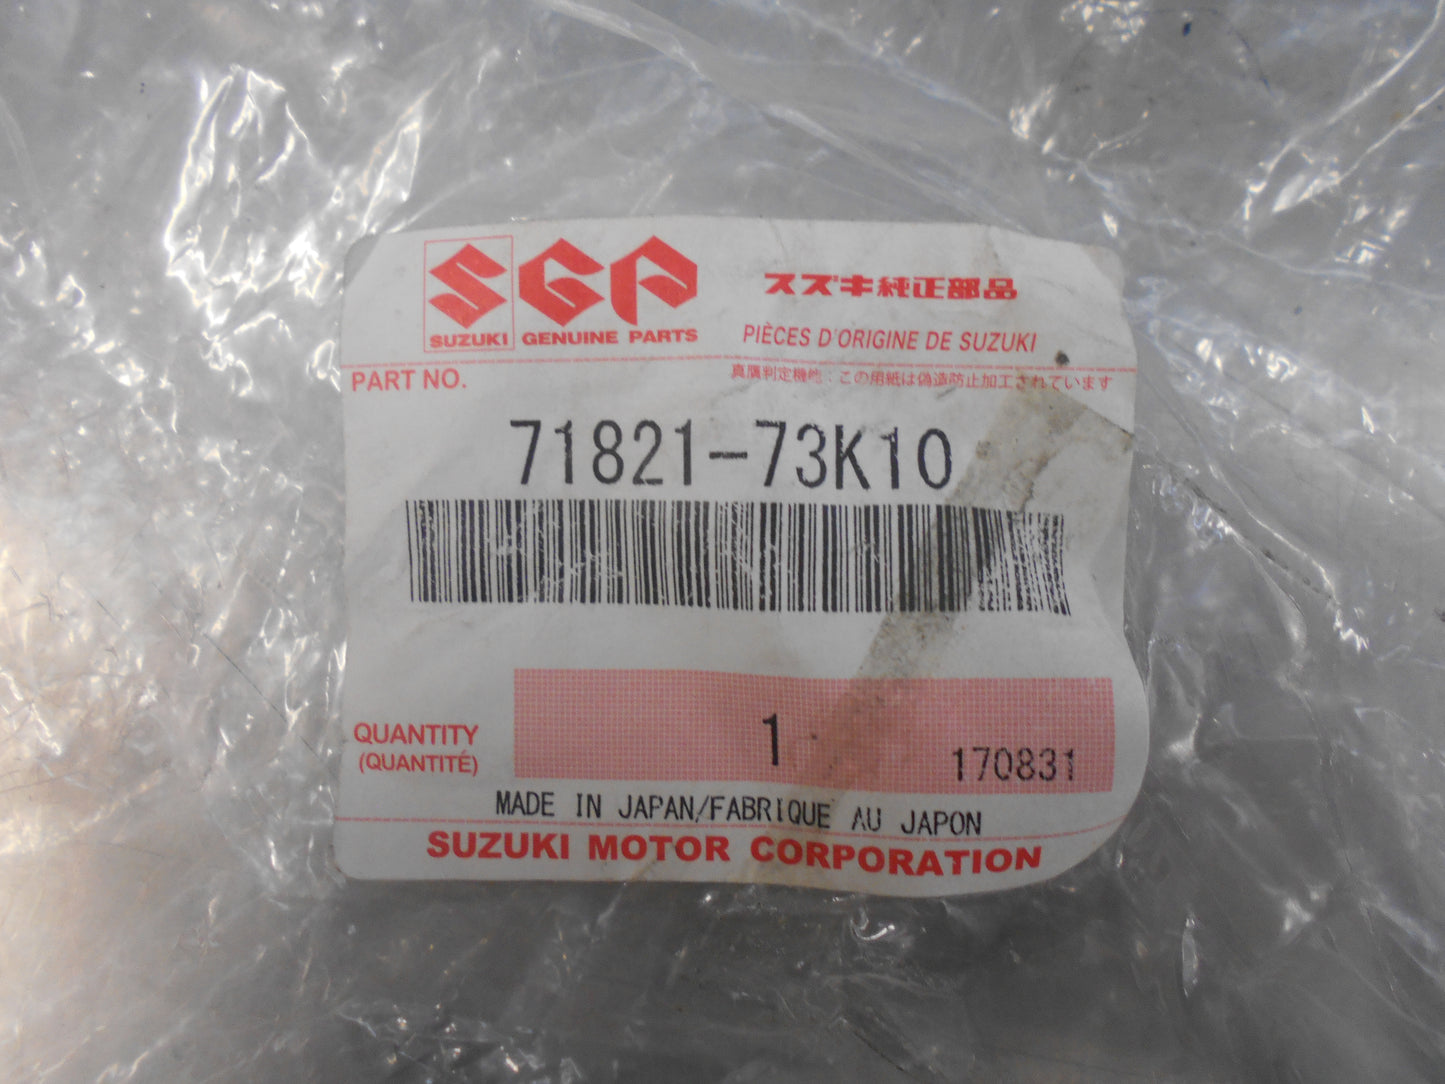 SGP
SUZUKI GENUINE PARTS
スズキ純正部品
PIÈCES D'ORIGINE DE SUZUKI
PART NO.
真贋判定機能:この用紙は偽造防止加工されています
71821-73K10
QUANTITY
(QUANTITÉ)
1
170831
MADE IN JAPAN/FABRIQUE AU JAPON
SUZUKI MOTOR CORPORATION